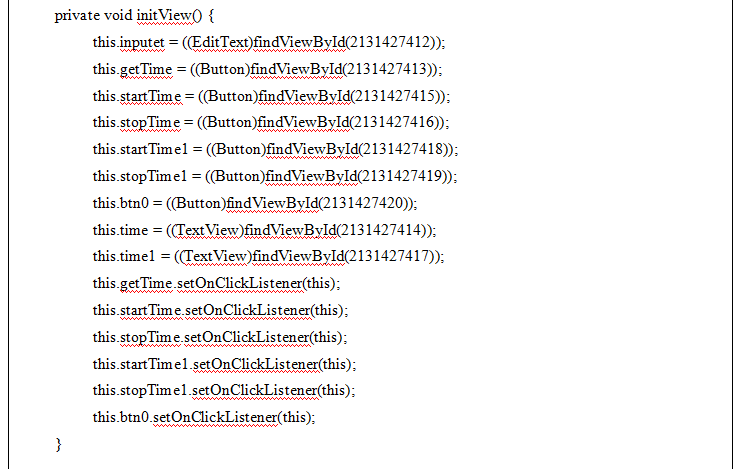 private void initView() {
this.inputet = ((EditText)findViewById(2131427412));
this.getTime = ((Button)findViewById(2131427413));
this.startTime = ((Button)findViewById(2131427415));
this.stopTime = ((Button)findViewById(2131427416));
this.startTime1 = ((Button)findViewById(2131427418));
this.stopTime1 = ((Button)findViewById(2131427419));
this.btn0 = ((Button)findViewById(2131427420));
this.time = ((TextView)findViewById(2131427414));
this.time1 = ((TextView)findViewById(2131427417));
this.getTime.setOnClickListener(this);
this.startTime.setOnClickListener(this);
this.stopTime.setOnClickListener(this);
this.startTime1.setOnClickListener(this);
this.stopTime1.setOnClickListener(this);
this.btn0.setOnClickListener(this);
}